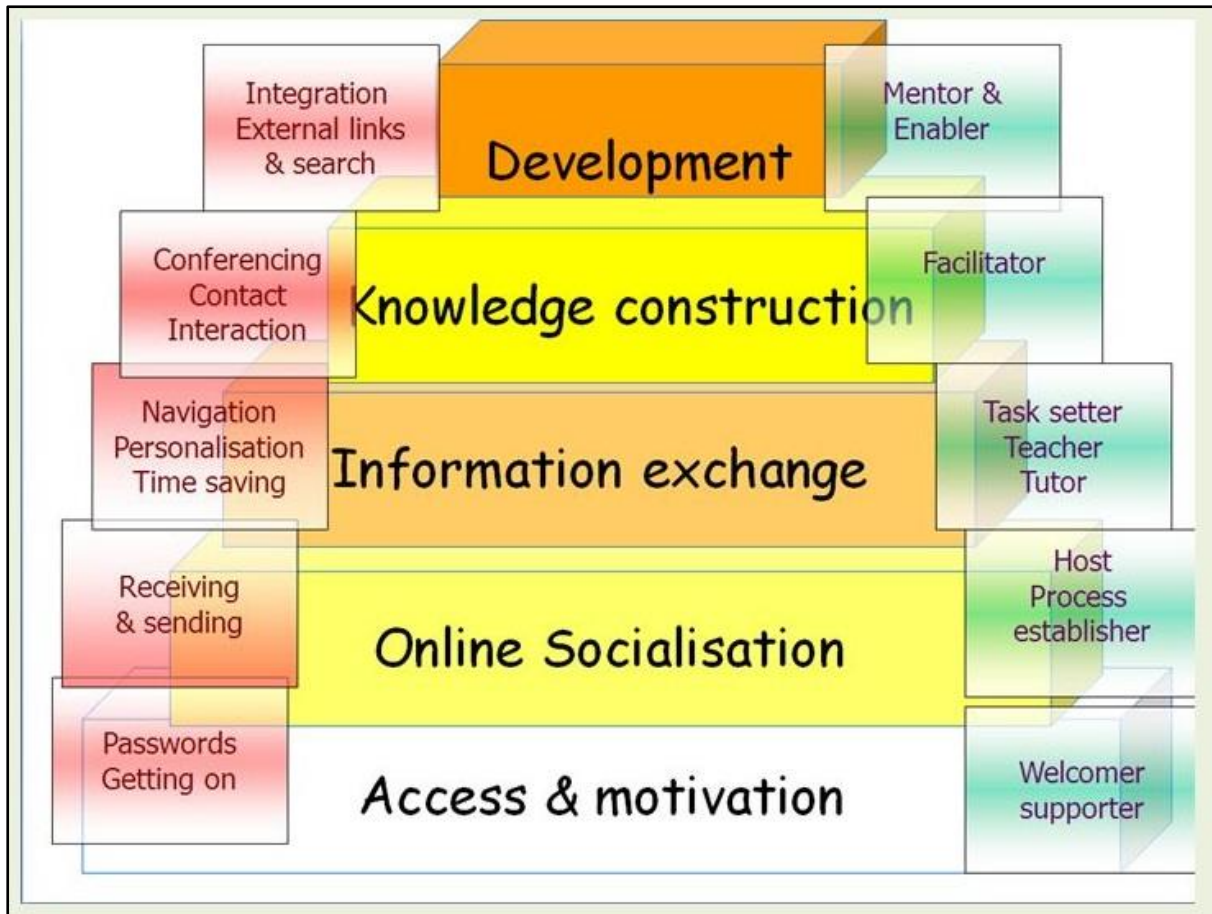 Integration
External links
& search
Development
Mentor &
Enabler
Conferencing
Contact
Interaction
Knowledge construction
Facilitator
Navigation
Personalisation
Time saving
Information exchange
Task setter
Teacher
Tutor
Receiving
& sending
Online Socialisation
Host
Process
establisher
Passwords
Getting on
Access & motivation
Welcomer
supporter